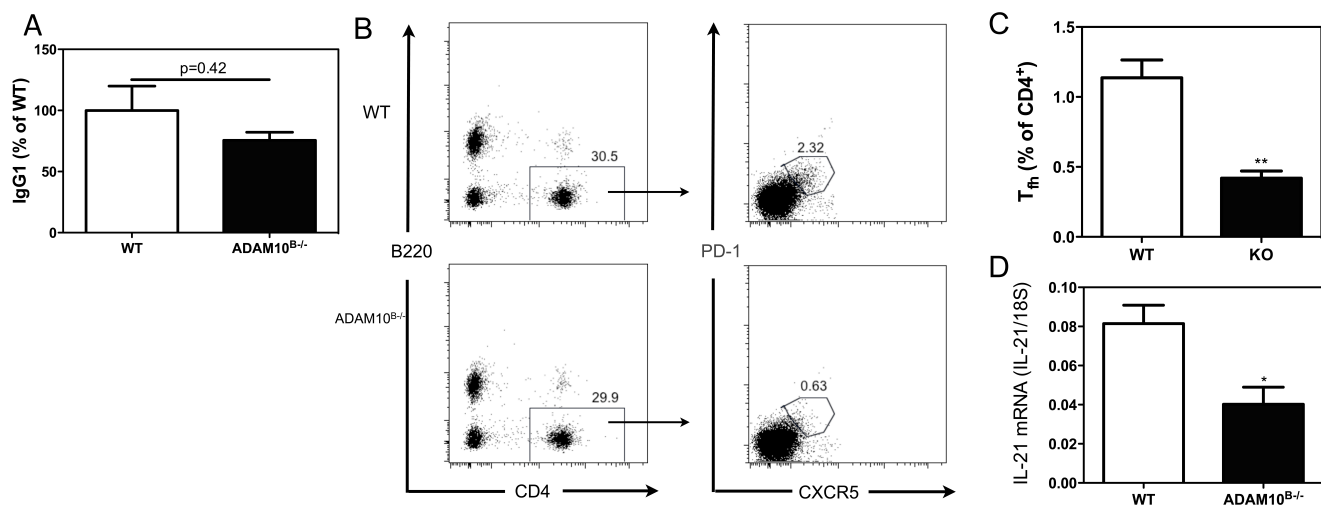 A
150
100
50
0
IgG1 (% of WT)
p=0.42
WT
ADAM10B-/-
B
WT
30.5
2.32
B220
PD-1
ADAM10B-/-
29.9
0.63
CD4
CXCR5
C
1.5
1.0
0.5
0.0
Tfh (% of CD4+)
**
WT
KO
D
0.10
0.08
0.06
0.04
0.02
0.00
IL-21 mRNA (IL-21/18S)
*
WT
ADAM10B-/-